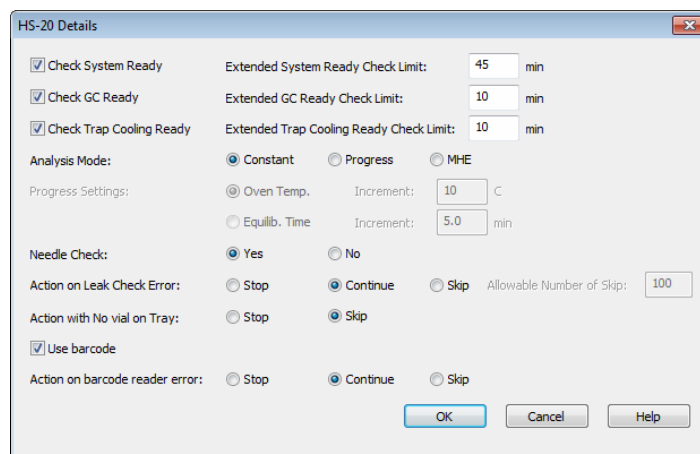 HS-20 Details
Check System Ready Extended System Ready Check Limit: 45 min
Check GC Ready Extended GC Ready Check Limit: 10 min
Check Trap Cooling Ready Extended Trap Cooling Ready Check Limit: 10 min
Analysis Mode: Constant Progress MHE
Progress Settings: Oven Temp. Increment: 10 C
Equilib. Time Increment: 5.0 min
Needle Check: Yes No
Action on Leak Check Error: Stop Continue Skip Allowable Number of Skip: 100
Action with No vial on Tray: Stop Skip
Use barcode
Action on barcode reader error: Stop Continue Skip
OK Cancel Help